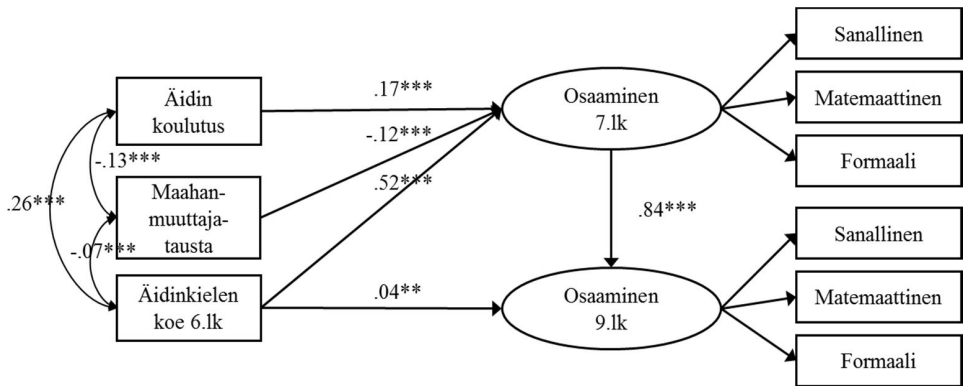 Äidin
koulutus
Maahan-
muuttaja-
tausta
Äidinkielen
koe 6.lk
-.13***
.26***
-.07***
.17***
-.12***
.52***
.04**
Osaaminen
7.lk
.84***
Osaaminen
9.lk
Sanallinen
Matemaattinen
Formaali
Sanallinen
Matemaattinen
Formaali